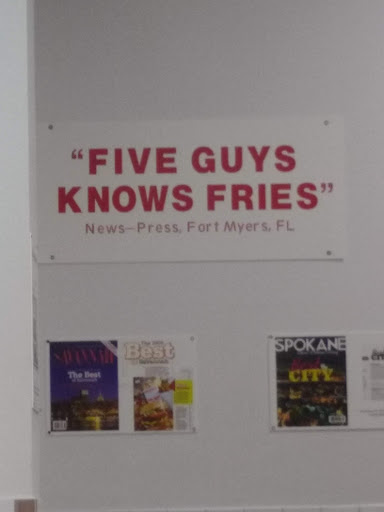 “FIVE GUYS
KNOWS FRIES”
News–Press, Fort Myers, FL
SAVANNAH
The Best
Best
SPOKANE
CITY